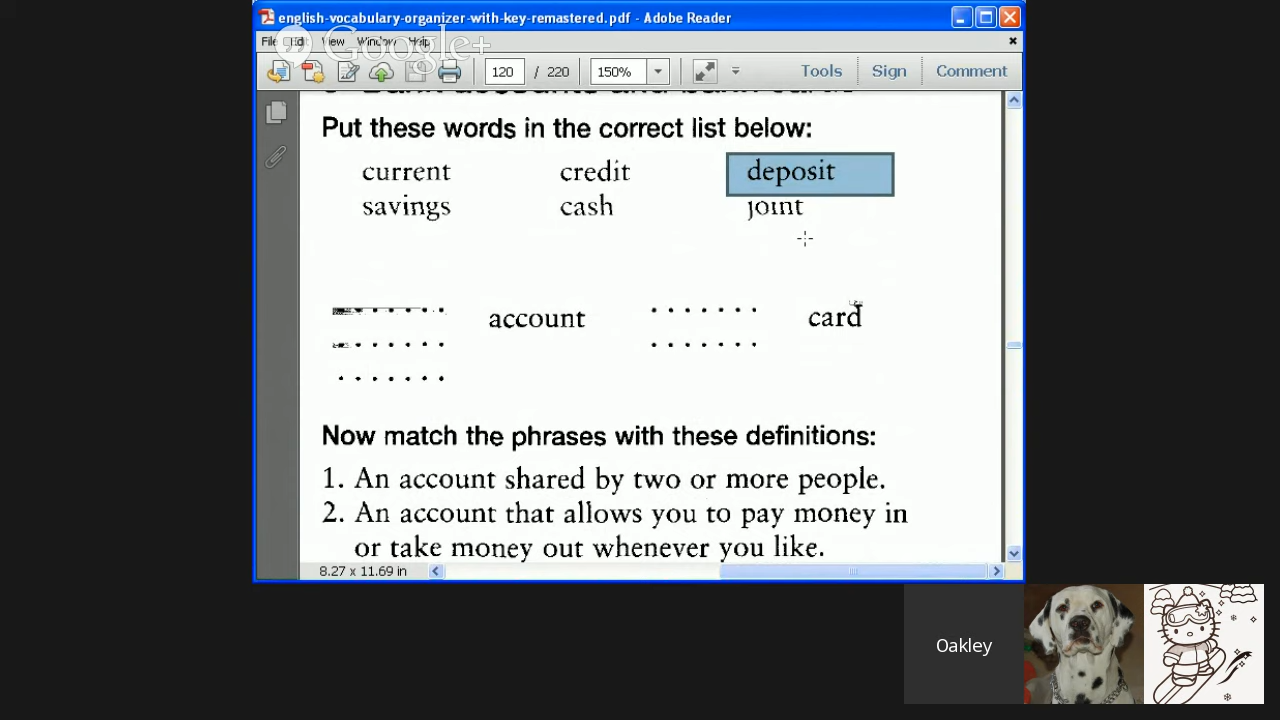 english-vocabulary-organizer-with-key-remastered.pdf - Adobe Reader
File Edit View Window Help
Google+
120 / 220 150% Tools Sign Comment
Put these words in the correct list below:
current credit deposit
savings cash joint
account card
Now match the phrases with these definitions:
1. An account shared by two or more people.
2. An account that allows you to pay money in
or take money out whenever you like.
8.27 x 11.69 in
Oakley